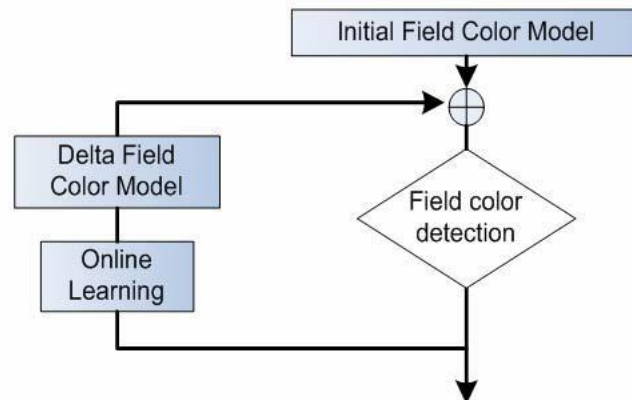 Initial Field Color Model
Delta Field
Color Model
Field color
detection
Online
Learning